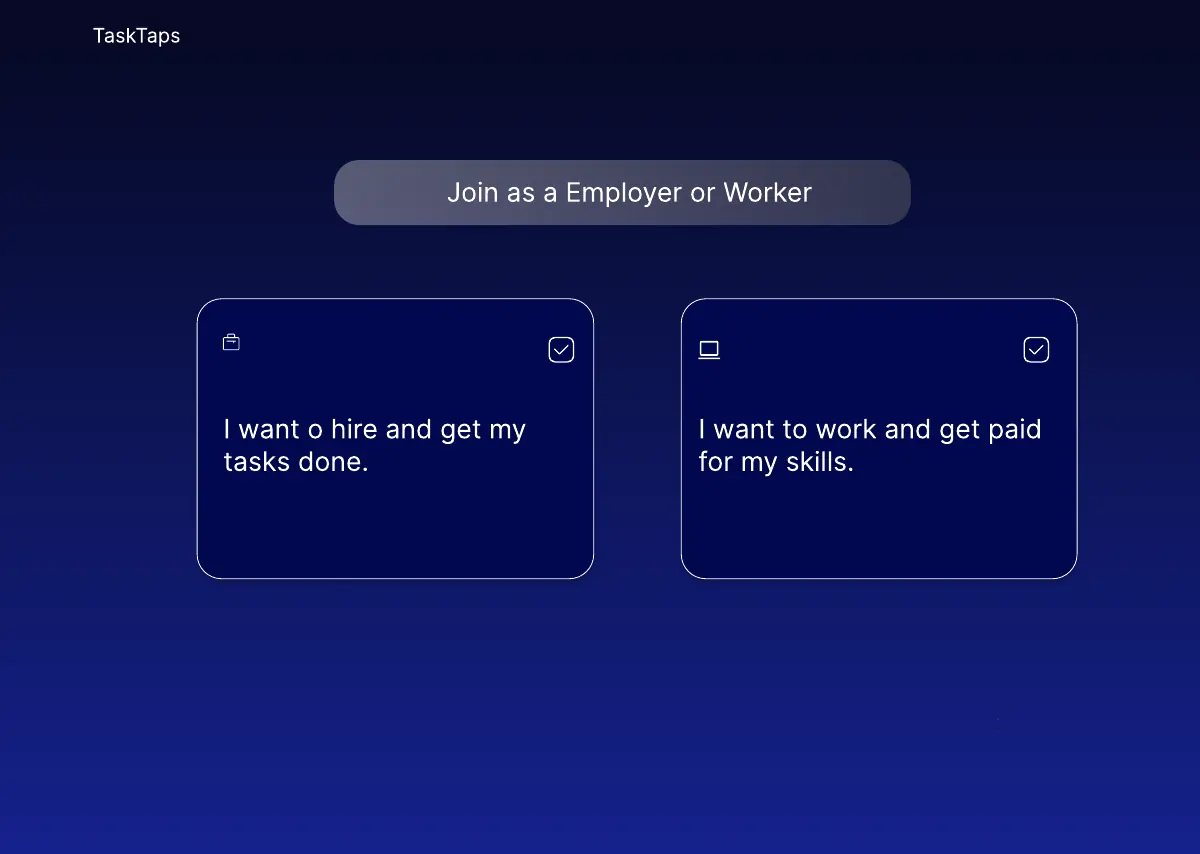 TaskTaps
Join as a Employer or Worker
I want o hire and get my
tasks done.
I want to work and get paid
for my skills.